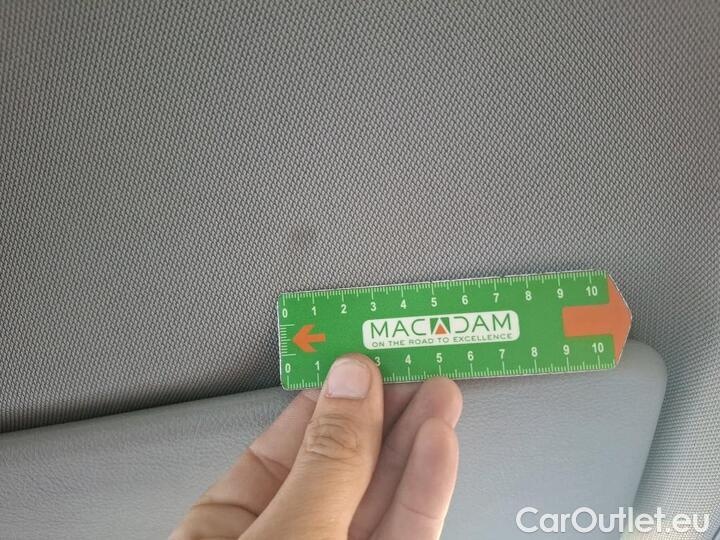 0 1 2 3 4 5 6 7 8 9 10
MACADAM
ON THE ROAD TO EXCELLENCE
0 1 3 4 5 6 7 8 9 10
CarOutlet.eu